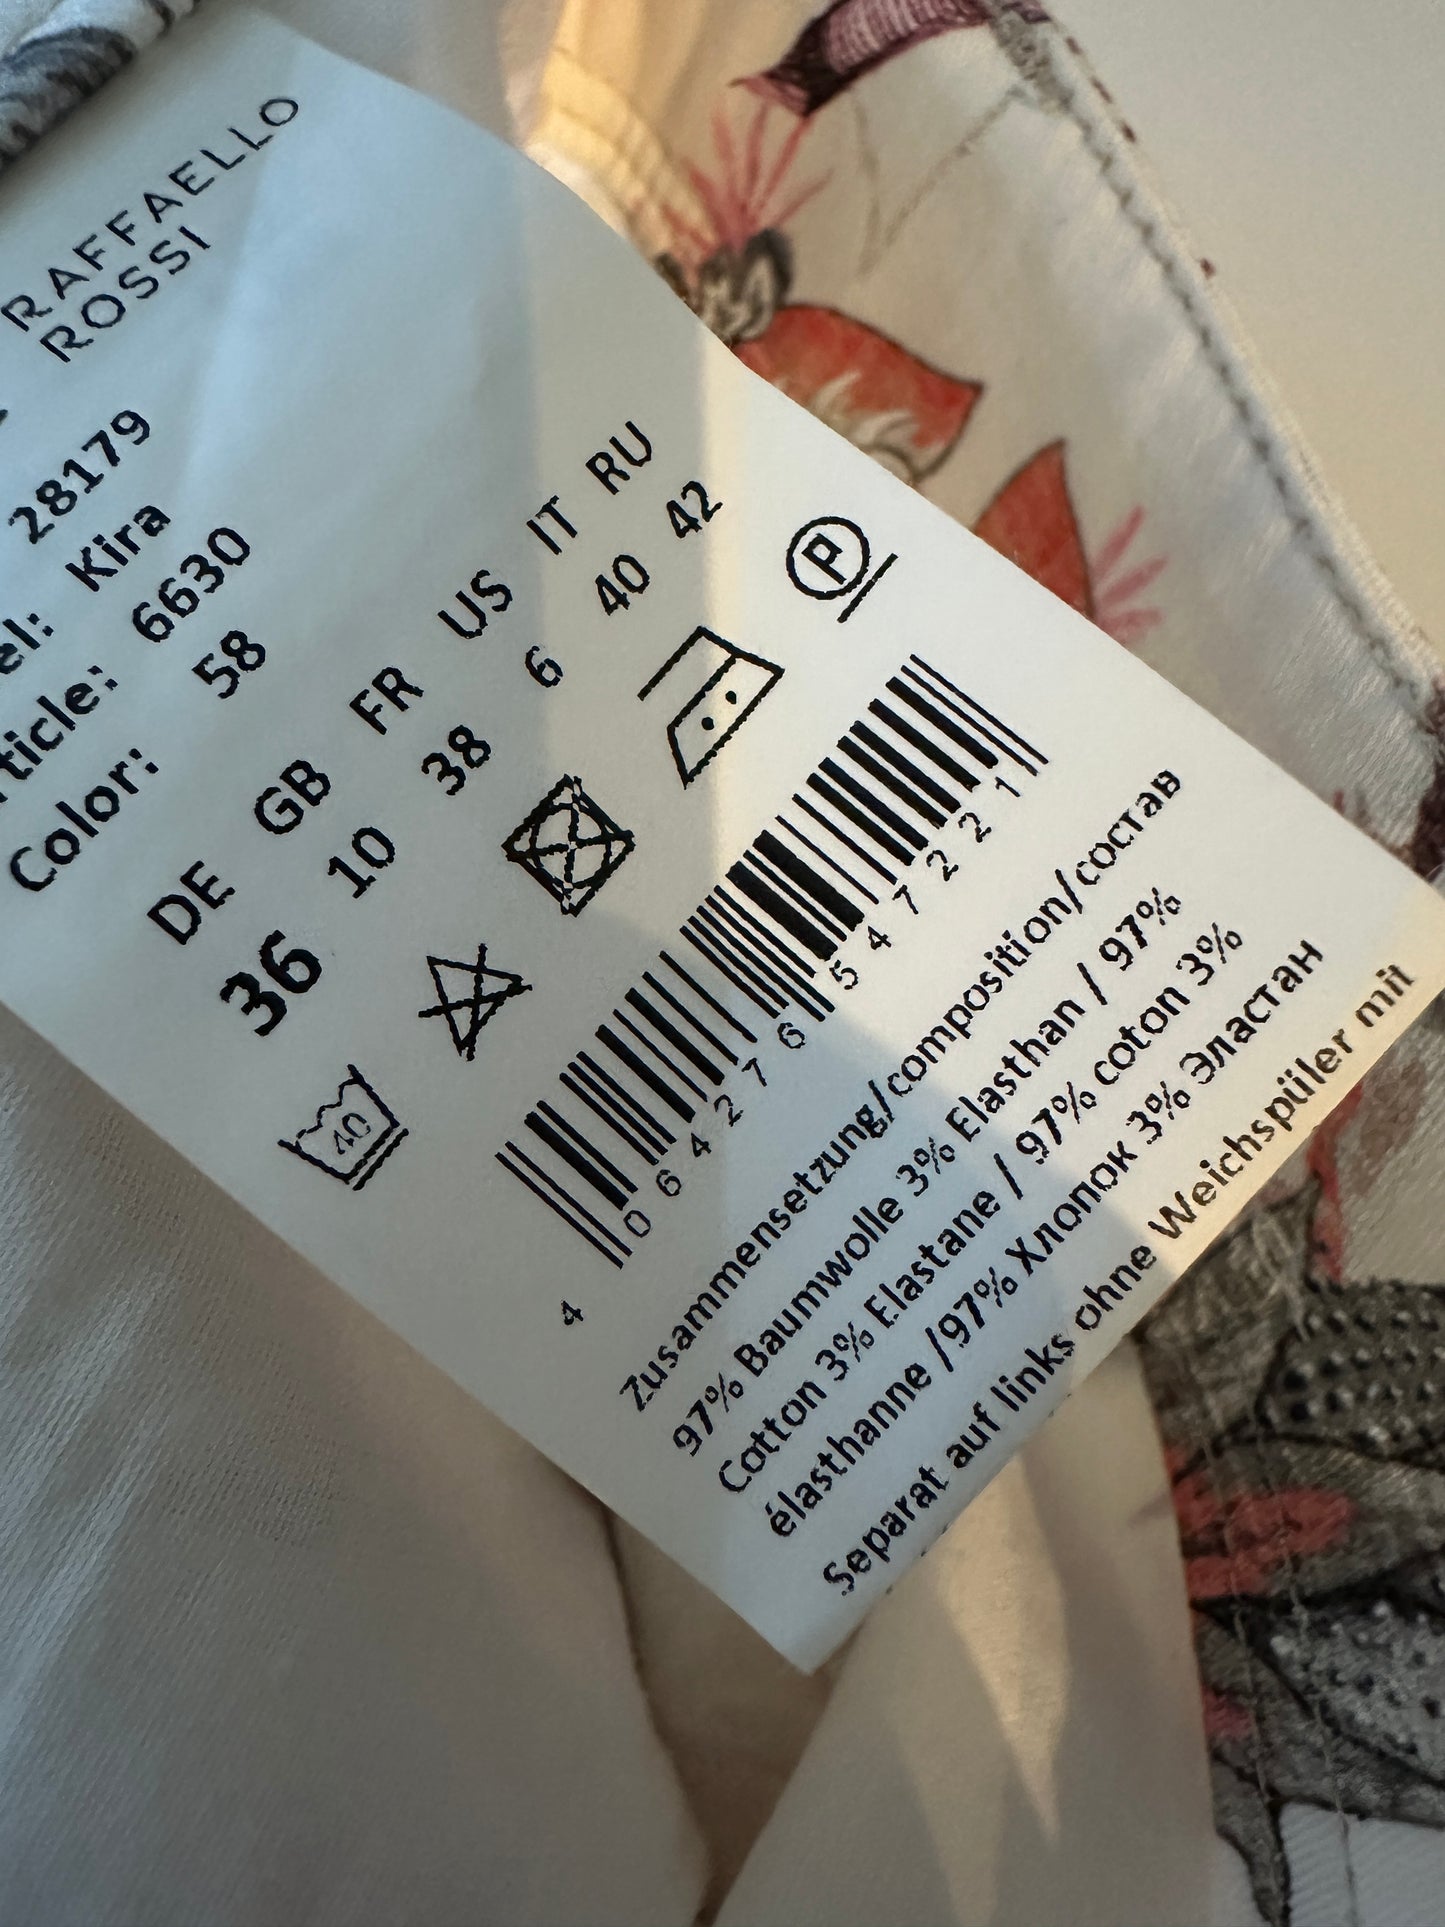 RAFFAELLO
ROSSI
28179
Kira
6630
Color: 58
DE GB FR US IT RU
36 10 38 6 40 42
40
P
4 064276 547221
Zusammensetzung/composition/состав
97% Baumwolle 3% Elasthan / 97%
Cotton 3% Elastane / 97% coton 3%
élasthanne /97% Хлопок 3% Эластан
Separat auf links ohne Weichspüler mit